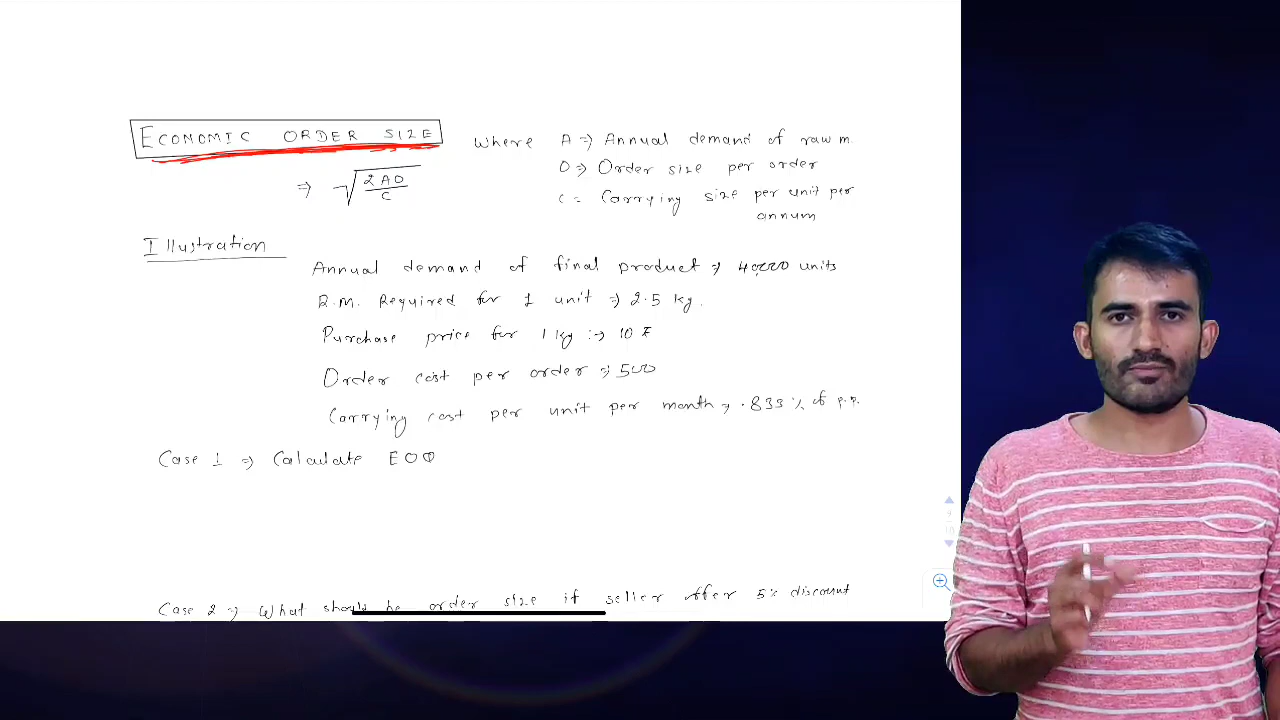 ECONOMIC ORDER SIZE
Where A => Annual demand of raw m.
O => Order size per order
C = Carrying size per unit per annum
=> √2AO/C
Illustration
Annual demand of final product => 40,000 units
R.M. Required for 1 unit => 2.5 kg.
Purchase price for 1 kg :-> 10 ₹
Order cost per order => 500
Carrying cost per unit per month => .833 % of p.p.
Case 1 => Calculate EOQ
Case 2 => What should be order size if seller offer 5% discount